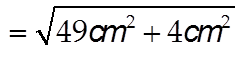 = √49cm² + 4cm²